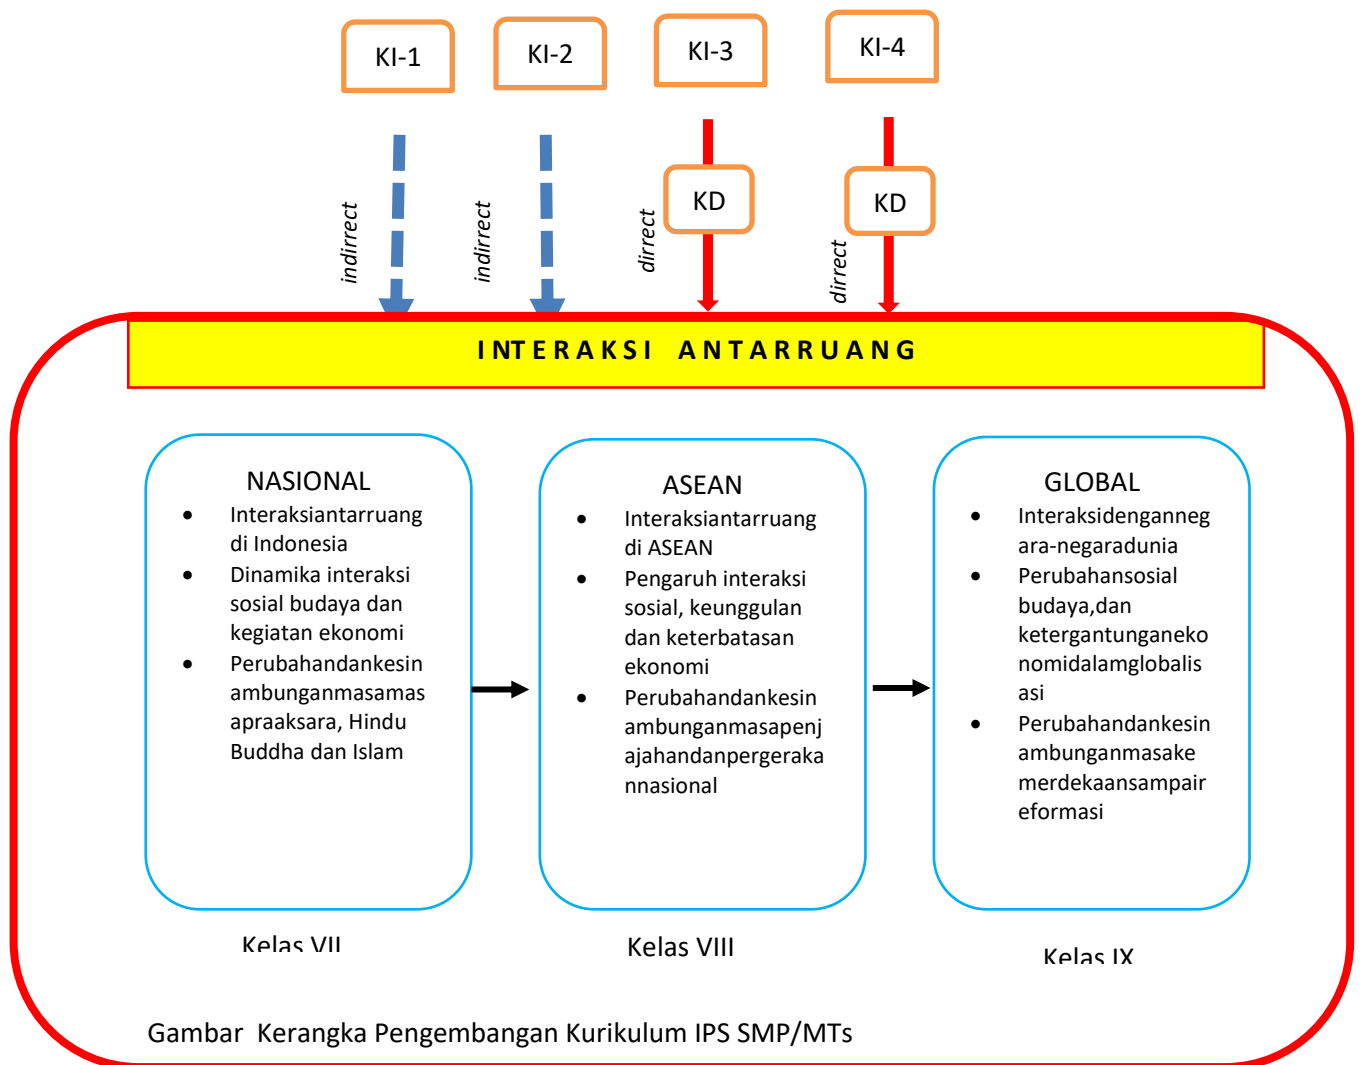 KI-1
KI-2
KI-3
KI-4
KD
KD
indirrect
indirrect
dirrect
dirrect
INTERAKSI ANTARRUANG
NASIONAL
• Interaksiantarruang
di Indonesia
• Dinamika interaksi
sosial budaya dan
kegiatan ekonomi
• Perubahandankesin
ambunganmasamas
apraaksara, Hindu
Buddha dan Islam
Kelas VII
ASEAN
• Interaksiantarruang
di ASEAN
• Pengaruh interaksi
sosial, keunggulan
dan keterbatasan
ekonomi
• Perubahandankesin
ambunganmasapenj
ajahandanpergeraka
nnasional
Kelas VIII
GLOBAL
• Interaksidenganneg
ara-negaradunia
• Perubahansosial
budaya,dan
ketergantunganeko
nomidalamglobalis
asi
• Perubahandankesin
ambunganmasake
merdekaansampair
eformasi
Kelas IX
Gambar Kerangka Pengembangan Kurikulum IPS SMP/MTs